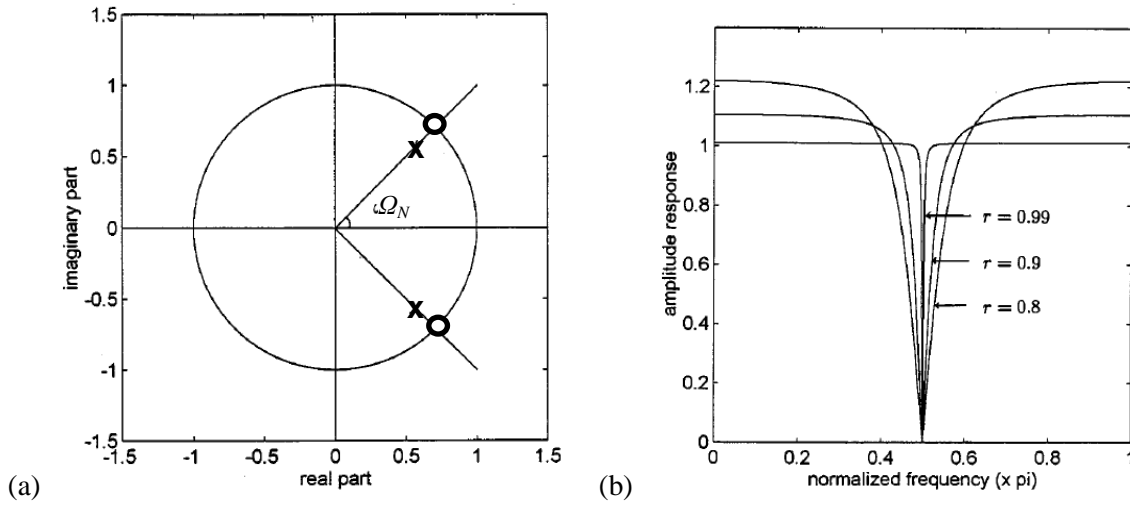 1.5
1
0.5
0
-0.5
-1
-1.5
imaginary part
Ω_N
-1.5 -1 -0.5 0 0.5 1 1.5
real part
(a)
1.2
1
0.8
0.6
0.4
0.2
0
amplitude response
r = 0.99
r = 0.9
r = 0.8
0 0.2 0.4 0.6 0.8 1
normalized frequency (x pi)
(b)